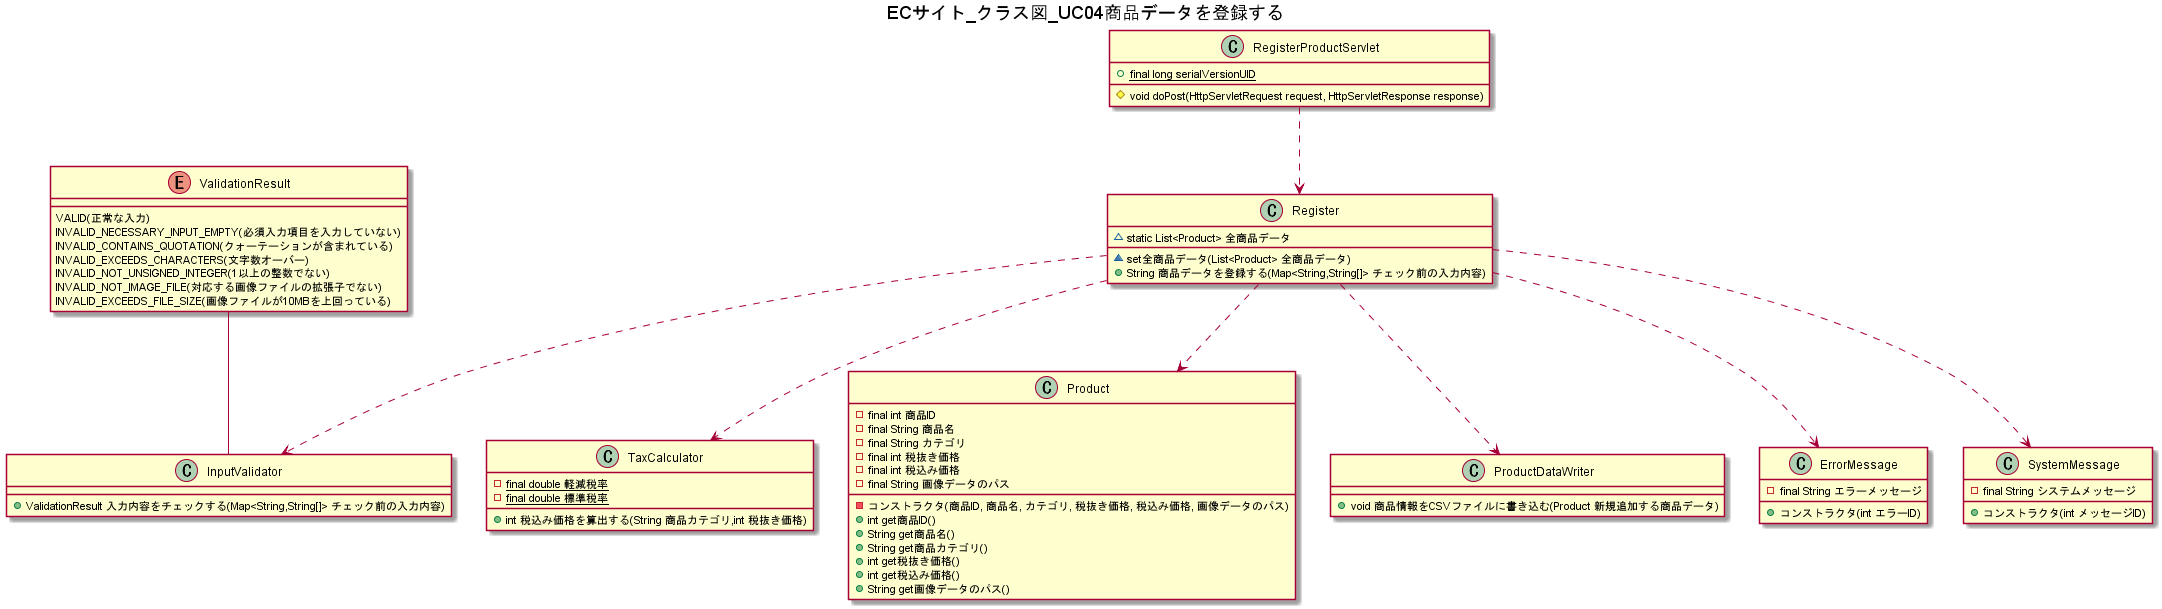 ECサイト_クラス図_UC04商品データを登録する
RegisterProductServlet
final long serialVersionUID
void doPost(HttpServletRequest request, HttpServletResponse response)
ValidationResult
VALID(正常な入力)
INVALID_NECESSARY_INPUT_EMPTY(必須入力項目を入力していない)
INVALID_CONTAINS_QUOTATION(クォーテーションが含まれている)
INVALID_EXCEEDS_CHARACTERS(文字数オーバー)
INVALID_NOT_UNSIGNED_INTEGER(1以上の整数でない)
INVALID_NOT_IMAGE_FILE(対応する画像ファイルの拡張子でない)
INVALID_EXCEEDS_FILE_SIZE(画像ファイルが10MBを上回っている)
Register
static List<Product> 全商品データ
set全商品データ(List<Product> 全商品データ)
String 商品データを登録する(Map<String,String[]> チェック前の入力内容)
InputValidator
ValidationResult 入力内容をチェックする(Map<String,String[]> チェック前の入力内容)
TaxCalculator
final double 軽減税率
final double 標準税率
int 税込み価格を算出する(String 商品カテゴリ,int 税抜き価格)
Product
final int 商品ID
final String 商品名
final String カテゴリ
final int 税抜き価格
final int 税込み価格
final String 画像データのパス
コンストラクタ(商品ID, 商品名, カテゴリ, 税抜き価格, 税込み価格, 画像データのパス)
int get商品ID()
String get商品名()
String get商品カテゴリ()
int get税抜き価格()
int get税込み価格()
String get画像データのパス()
ProductDataWriter
void 商品情報をCSVファイルに書き込む(Product 新規追加する商品データ)
ErrorMessage
final String エラーメッセージ
コンストラクタ(int エラーID)
SystemMessage
final String システムメッセージ
コンストラクタ(int メッセージID)